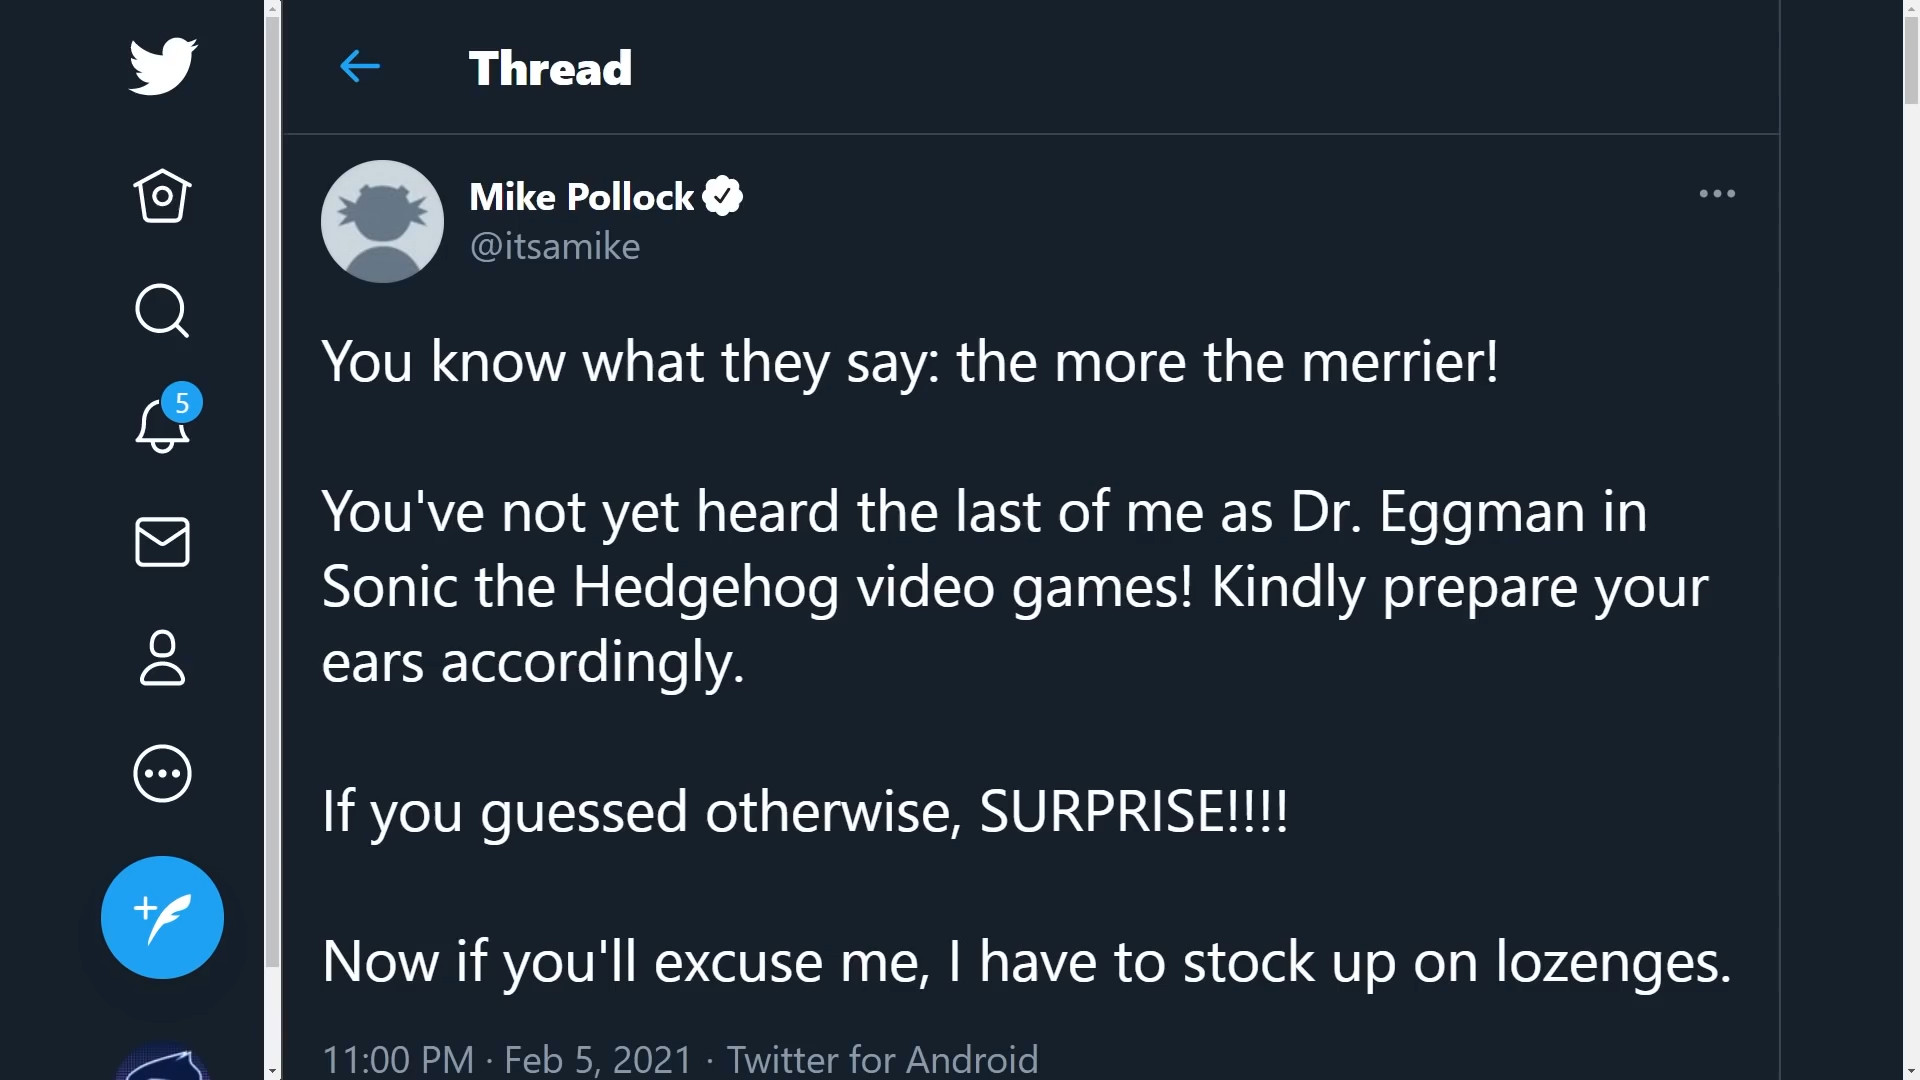 Thread
Mike Pollock
@itsamike
You know what they say: the more the merrier!
You've not yet heard the last of me as Dr. Eggman in
Sonic the Hedgehog video games! Kindly prepare your
ears accordingly.
If you guessed otherwise, SURPRISE!!!!
Now if you'll excuse me, I have to stock up on lozenges.
11:00 PM · Feb 5, 2021 · Twitter for Android
5